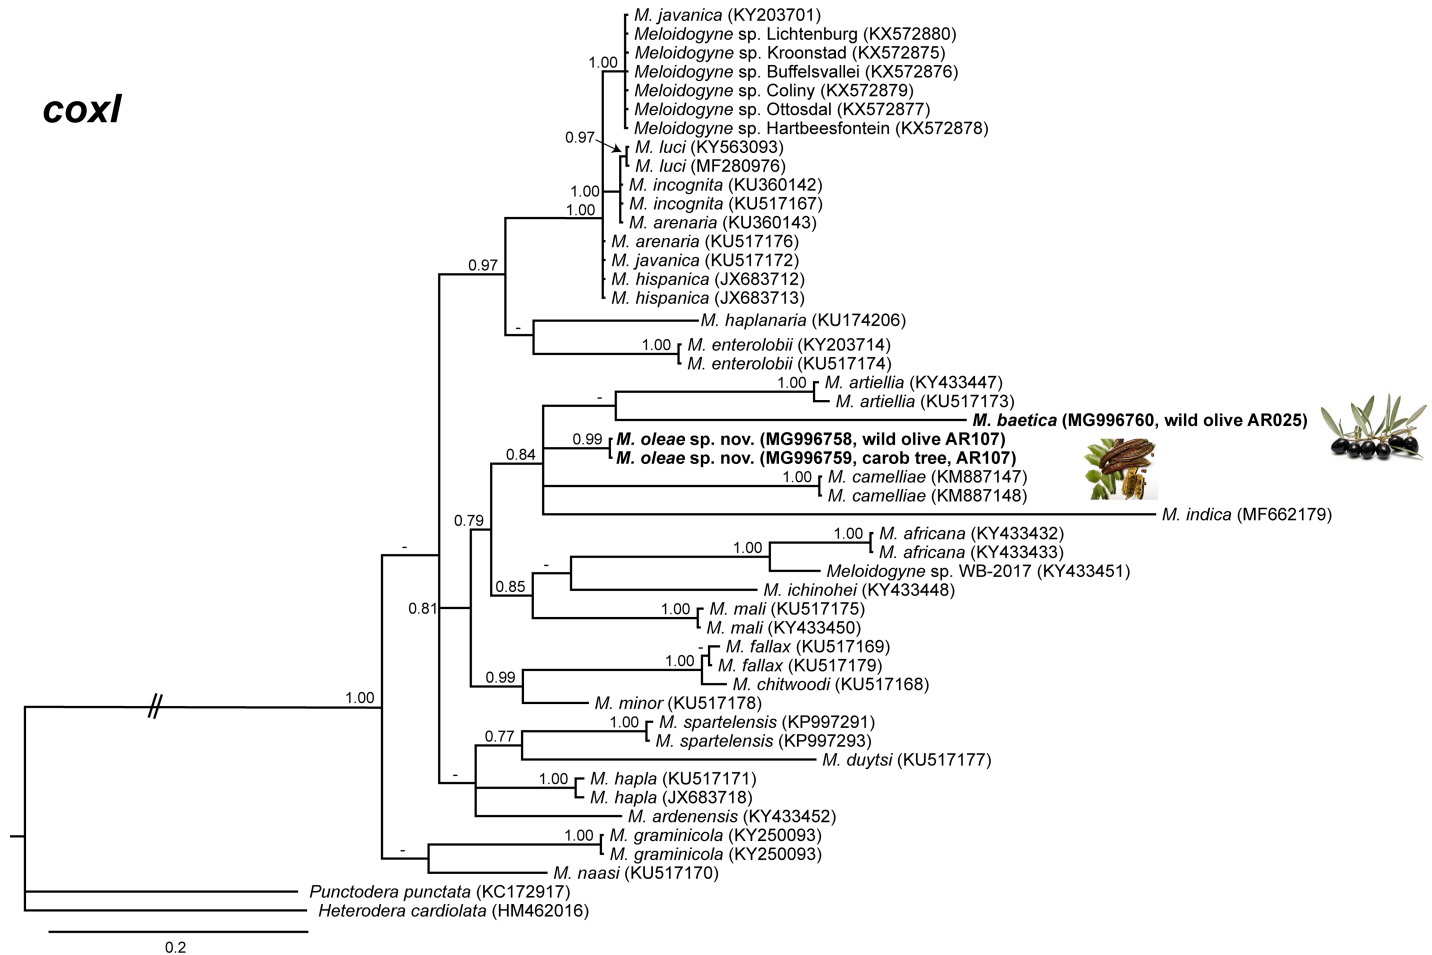 coxI
M. javanica (KY203701)
Meloidogyne sp. Lichtenburg (KX572880)
Meloidogyne sp. Kroonstad (KX572875)
1.00
Meloidogyne sp. Buffelsvallei (KX572876)
Meloidogyne sp. Coliny (KX572879)
Meloidogyne sp. Ottosdal (KX572877)
Meloidogyne sp. Hartbeesfontein (KX572878)
0.97
M. luci (KY563093)
M. luci (MF280976)
1.00
M. incognita (KU360142)
M. incognita (KU517167)
1.00
M. arenaria (KU360143)
M. arenaria (KU517176)
M. javanica (KU517172)
0.97
M. hispanica (JX683712)
M. hispanica (JX683713)
-
M. haplanaria (KU174206)
1.00
M. enterolobii (KY203714)
M. enterolobii (KU517174)
1.00
M. artiellia (KY433447)
-
M. artiellia (KU517173)
M. baetica (MG996760, wild olive AR025)
0.99
M. oleae sp. nov. (MG996758, wild olive AR107)
0.84
M. oleae sp. nov. (MG996759, carob tree, AR107)
1.00
M. camelliae (KM887147)
M. camelliae (KM887148)
M. indica (MF662179)
0.79
1.00
M. africana (KY433432)
-
1.00
M. africana (KY433433)
-
Meloidogyne sp. WB-2017 (KY433451)
0.85
M. ichinohei (KY433448)
0.81
1.00
M. mali (KU517175)
M. mali (KY433450)
-
M. fallax (KU517169)
1.00
M. fallax (KU517179)
0.99
M. chitwoodi (KU517168)
1.00
M. minor (KU517178)
1.00
M. spartelensis (KP997291)
0.77
M. spartelensis (KP997293)
M. duytsi (KU517177)
-
1.00
M. hapla (KU517171)
M. hapla (JX683718)
M. ardenensis (KY433452)
1.00
M. graminicola (KY250093)
-
M. graminicola (KY250093)
M. naasi (KU517170)
Punctodera punctata (KC172917)
Heterodera cardiolata (HM462016)
0.2